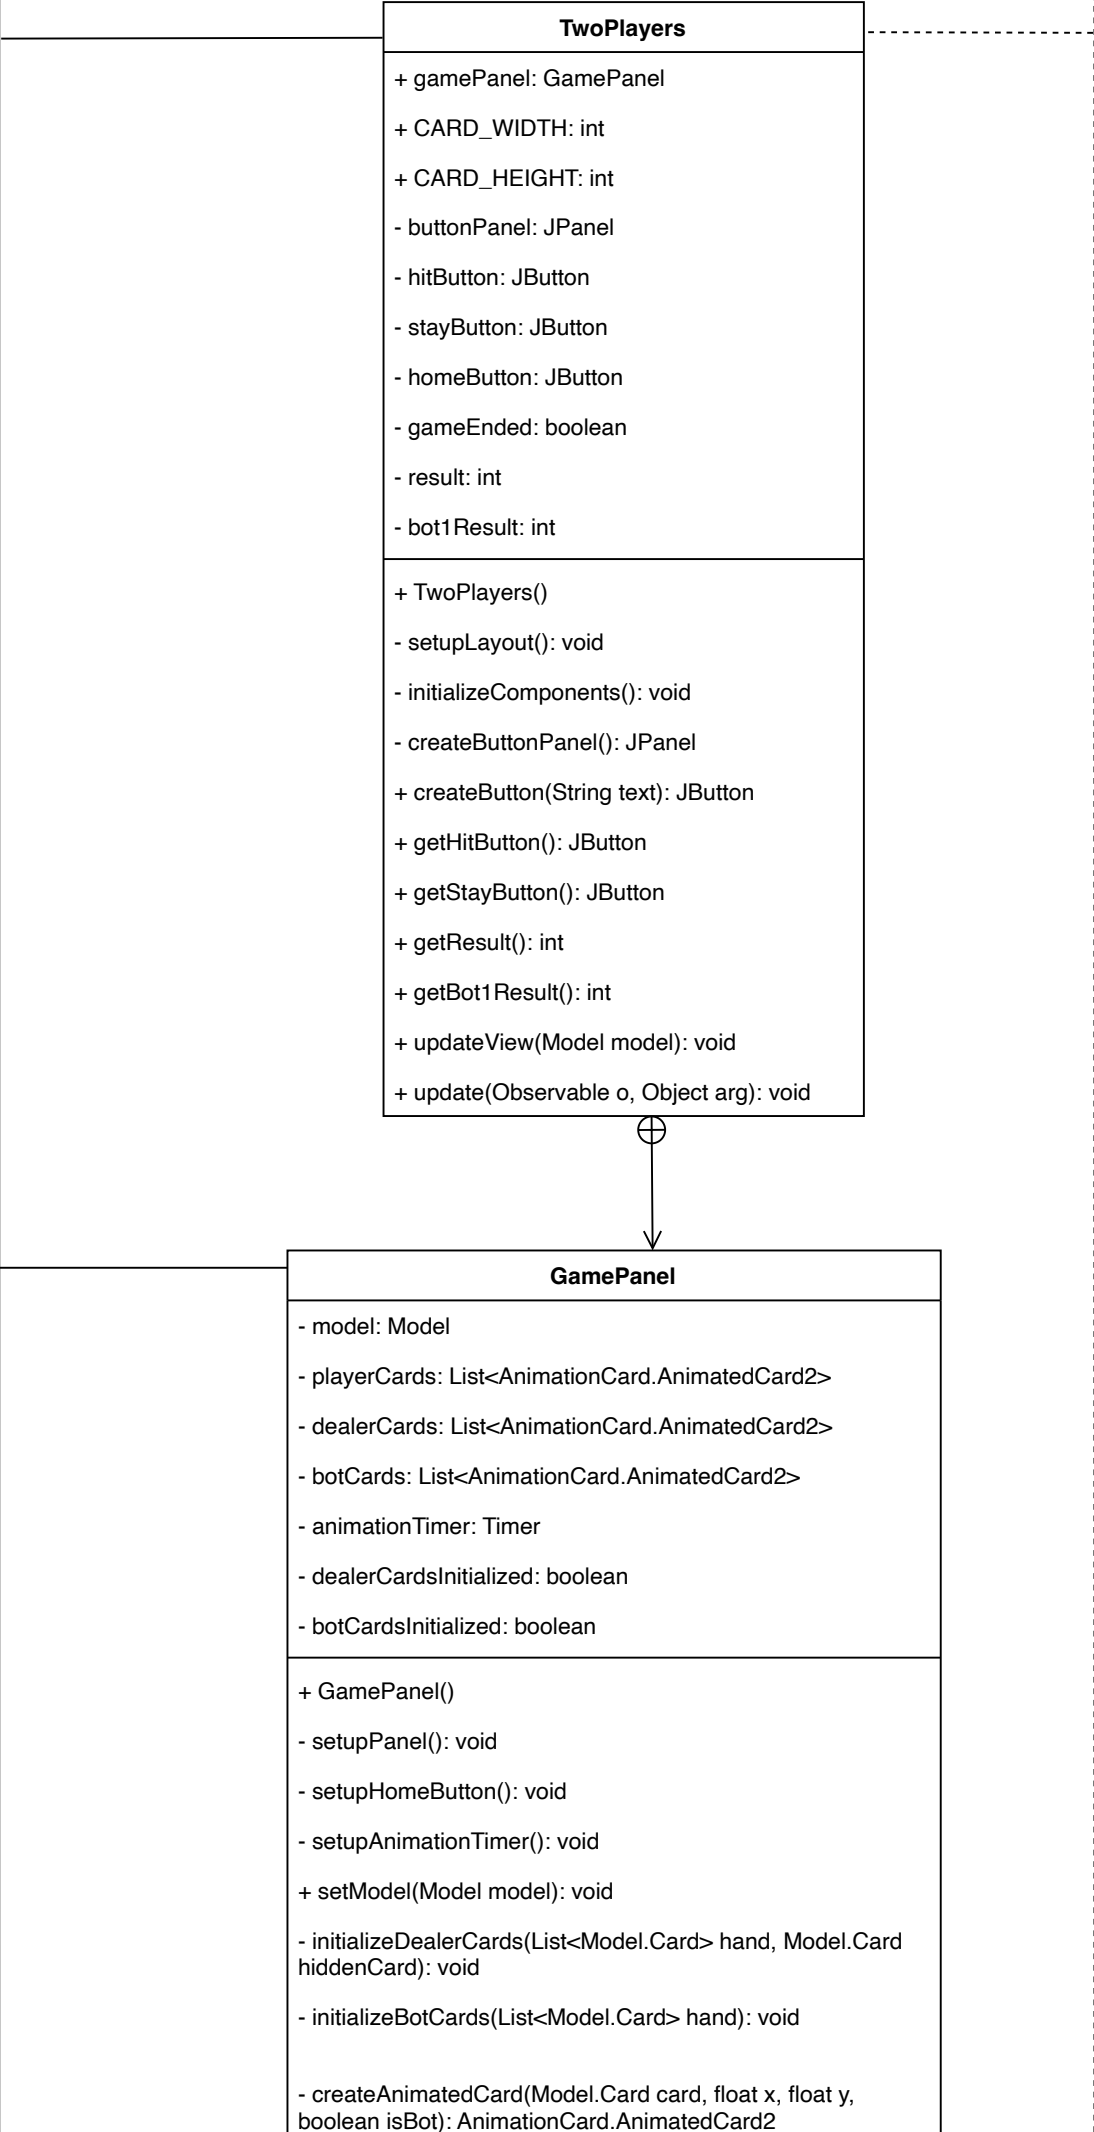 TwoPlayers
+ gamePanel: GamePanel
+ CARD_WIDTH: int
+ CARD_HEIGHT: int
- buttonPanel: JPanel
- hitButton: JButton
- stayButton: JButton
- homeButton: JButton
- gameEnded: boolean
- result: int
- bot1Result: int
+ TwoPlayers()
- setupLayout(): void
- initializeComponents(): void
- createButtonPanel(): JPanel
+ createButton(String text): JButton
+ getHitButton(): JButton
+ getStayButton(): JButton
+ getResult(): int
+ getBot1Result(): int
+ updateView(Model model): void
+ update(Observable o, Object arg): void
GamePanel
- model: Model
- playerCards: List<AnimationCard.AnimatedCard2>
- dealerCards: List<AnimationCard.AnimatedCard2>
- botCards: List<AnimationCard.AnimatedCard2>
- animationTimer: Timer
- dealerCardsInitialized: boolean
- botCardsInitialized: boolean
+ GamePanel()
- setupPanel(): void
- setupHomeButton(): void
- setupAnimationTimer(): void
+ setModel(Model model): void
- initializeDealerCards(List<Model.Card> hand, Model.Card
hiddenCard): void
- initializeBotCards(List<Model.Card> hand): void
- createAnimatedCard(Model.Card card, float x, float y,
boolean isBot): AnimationCard.AnimatedCard2